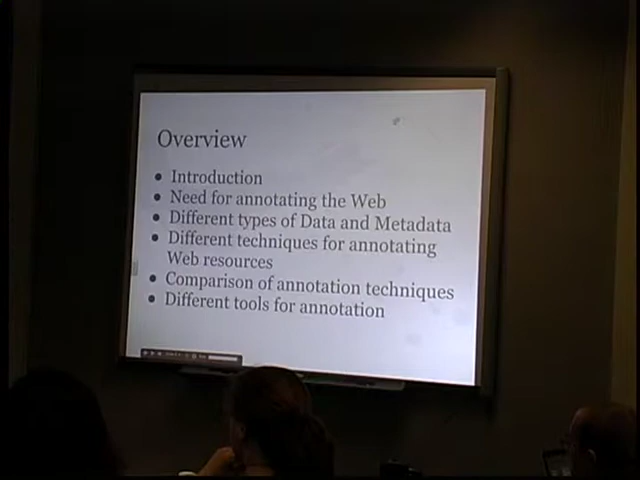 Overview
Introduction
Need for annotating the Web
Different types of Data and Metadata
Different techniques for annotating
Web resources
Comparison of annotation techniques
Different tools for annotation